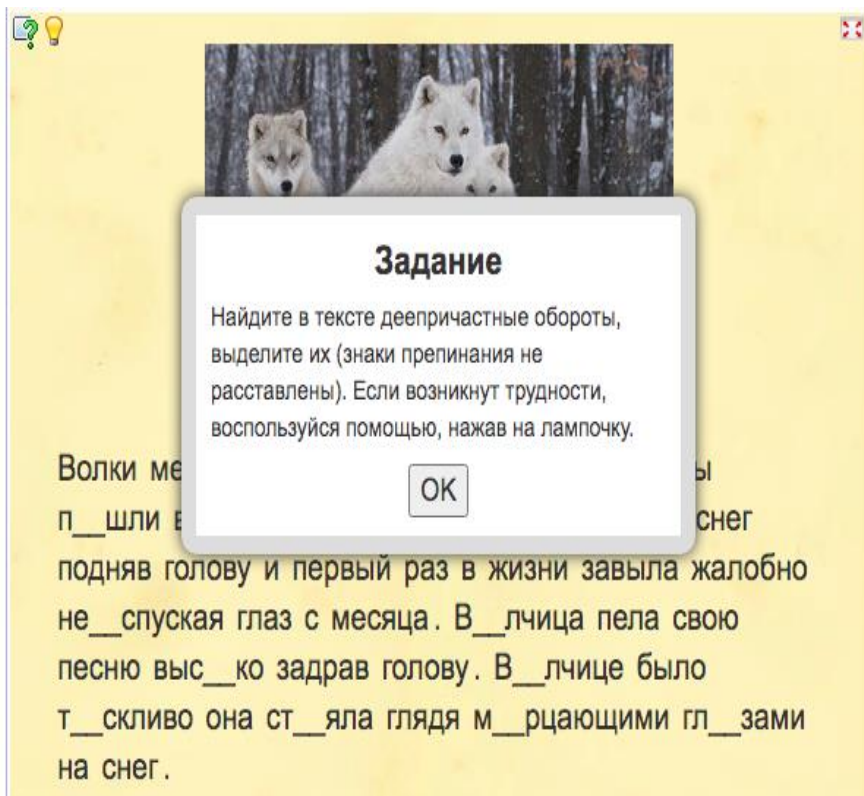 Задание
Найдите в тексте деепричастные обороты,
выделите их (знаки препинания не
расставлены). Если возникнут трудности,
воспользуйся помощью, нажав на лампочку.
OK
Волки
п__шли снег
подняв голову и первый раз в жизни завыла жалобно
не__спуская глаз с месяца. В__лчица пела свою
песню выс__ко задрав голову. В__лчице было
т__скливо она ст__яла глядя м__рцающими гл__зами
на снег.